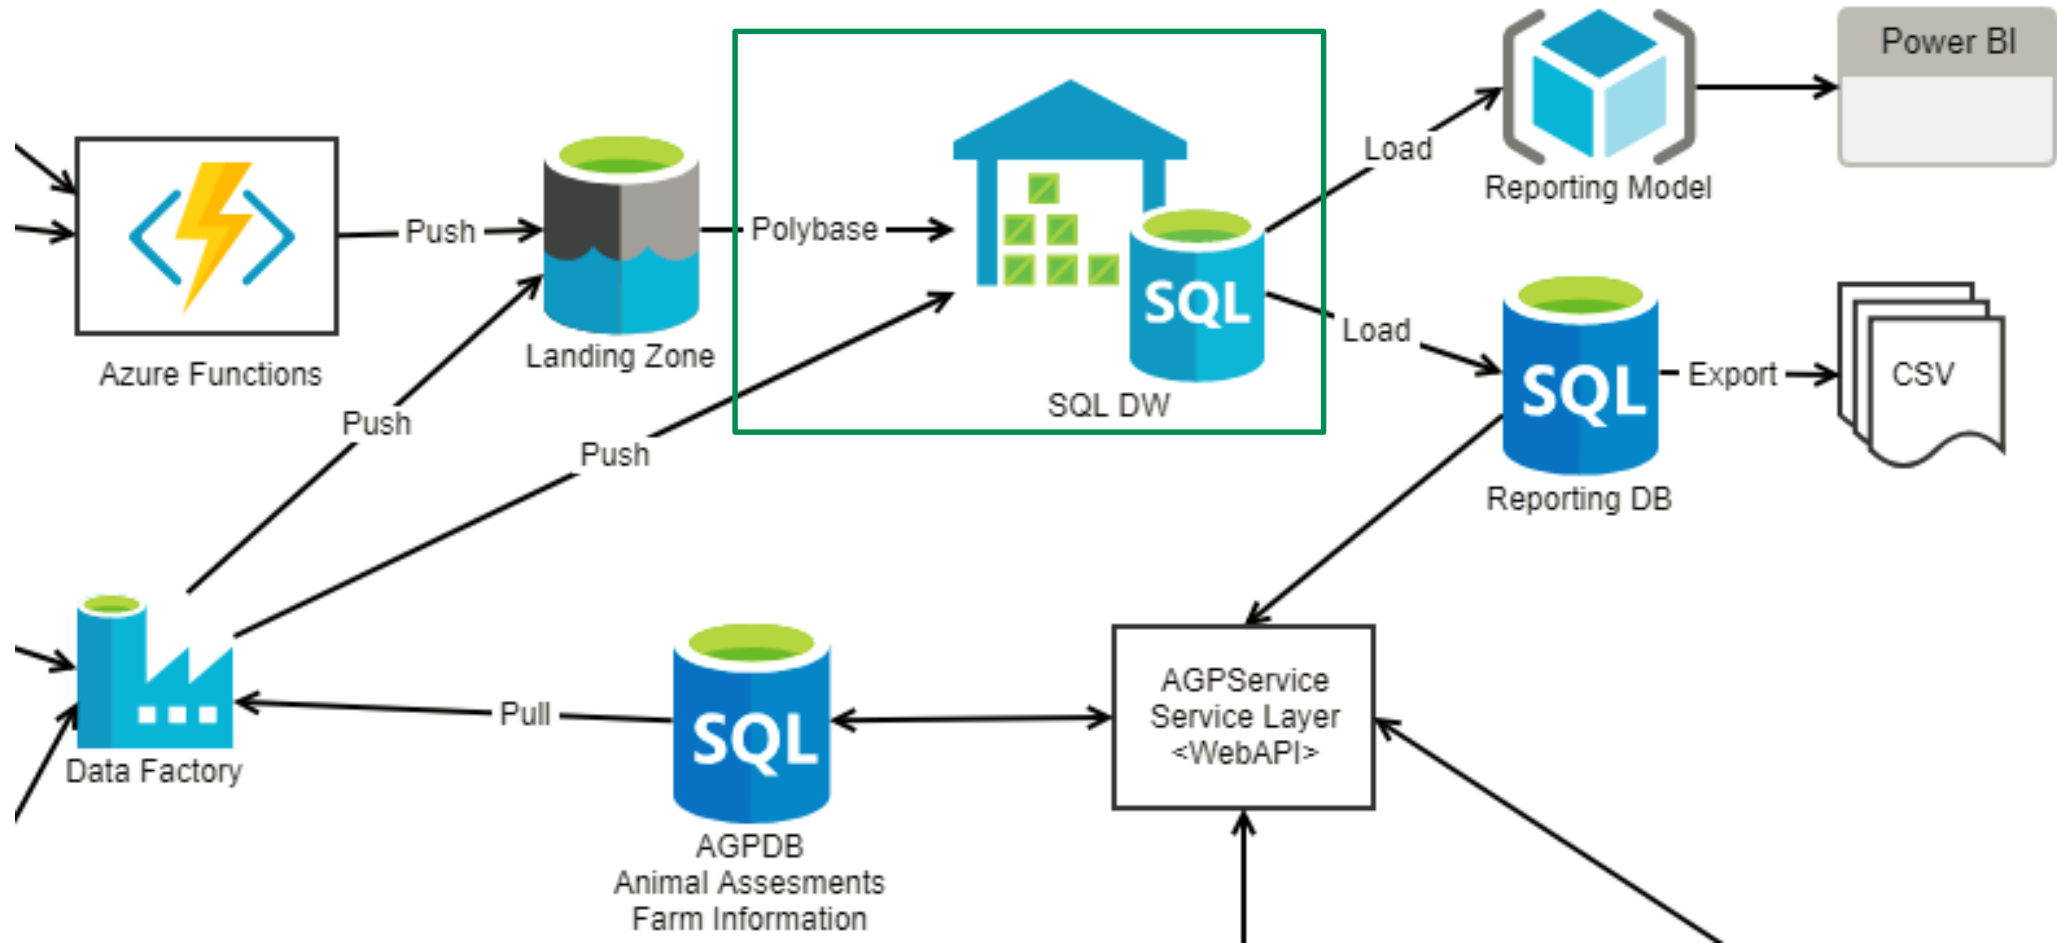 Power BI
Load
Reporting Model
Push
Polybase
SQL
Azure Functions
Landing Zone
SQL DW
Load
SQL
Export
CSV
Push
Push
Reporting DB
AGPService
Service Layer
<WebAPI>
Pull
SQL
Data Factory
AGPDB
Animal Assesments
Farm Information